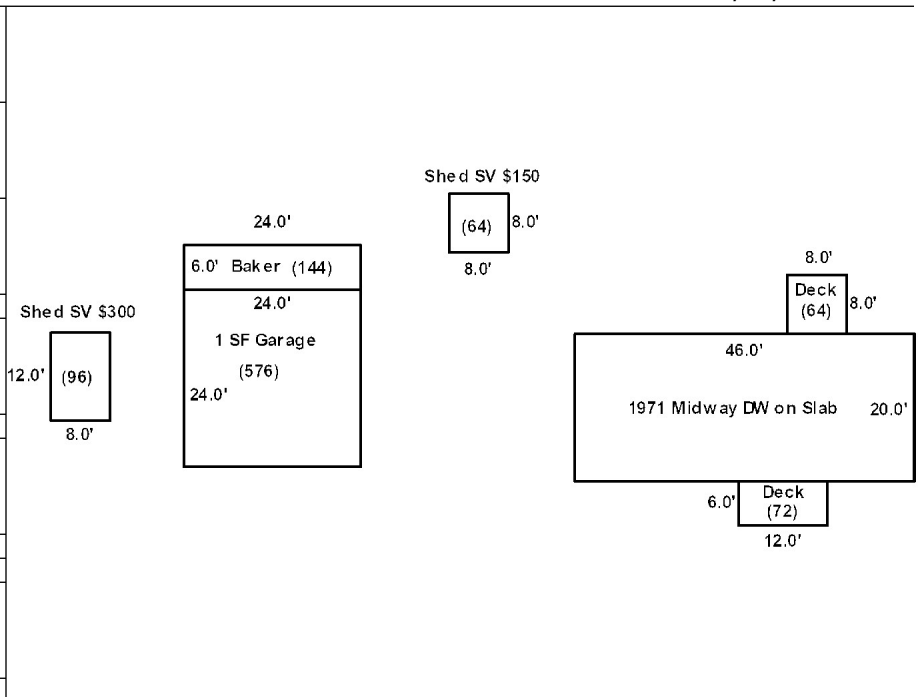 Shed SV $150
(64)
8.0'
8.0'
24.0'
6.0' Baker (144)
24.0'
1 SF Garage
(576)
24.0'
Shed SV $300
12.0'
(96)
8.0'
8.0'
Deck
(64)
8.0'
46.0'
1971 Midway DW on Slab
20.0'
6.0'
Deck
(72)
12.0'